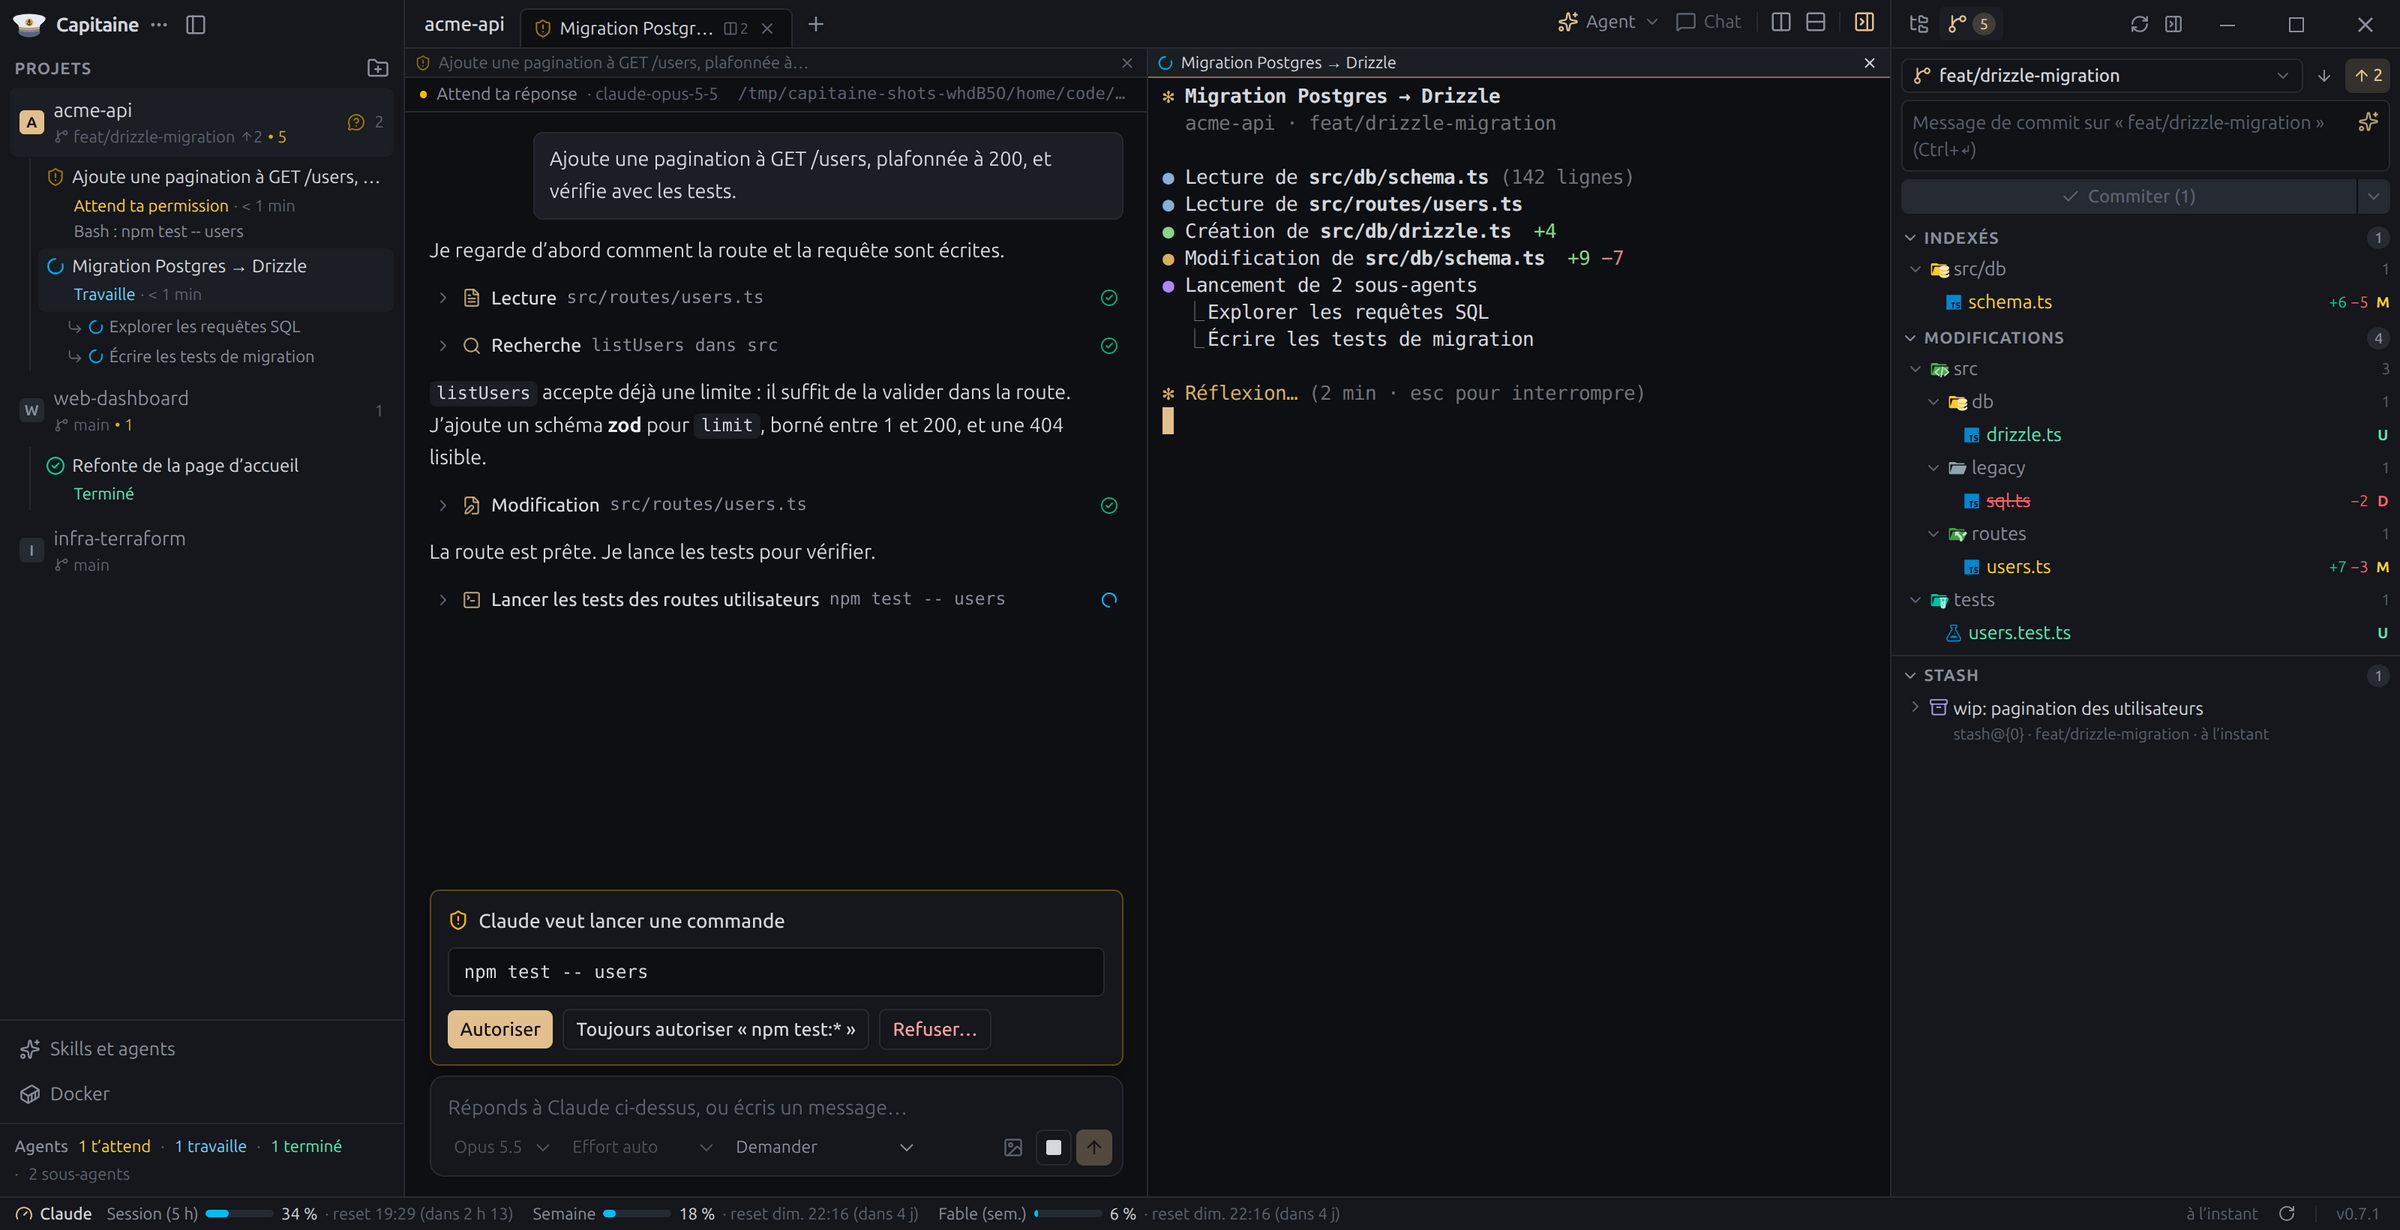 Capitaine
PROJETS
A
acme-api
2
feat/drizzle-migration ↑2 • 5
Ajoute une pagination à GET /users, …
Attend ta permission · < 1 min
Bash : npm test -- users
Migration Postgres → Drizzle
Travaille · < 1 min
Explorer les requêtes SQL
Écrire les tests de migration
W
web-dashboard
1
main • 1
Refonte de la page d’accueil
Terminé
I
infra-terraform
main
Skills et agents
Docker
Agents 1 t’attend · 1 travaille · 1 terminé
· 2 sous-agents
acme-api
Migration Postgr… 2
Agent
Chat
Ajoute une pagination à GET /users, plafonnée à…
Attend ta réponse · claude-opus-5-5 /tmp/capitaine-shots-whdB5O/home/code/…
Ajoute une pagination à GET /users, plafonnée à 200, et
vérifie avec les tests.
Je regarde d’abord comment la route et la requête sont écrites.
Lecture src/routes/users.ts
Recherche listUsers dans src
listUsers accepte déjà une limite : il suffit de la valider dans la route.
J’ajoute un schéma zod pour limit, borné entre 1 et 200, et une 404
lisible.
Modification src/routes/users.ts
La route est prête. Je lance les tests pour vérifier.
Lancer les tests des routes utilisateurs npm test -- users
Claude veut lancer une commande
npm test -- users
Autoriser
Toujours autoriser « npm test:* »
Refuser…
Réponds à Claude ci-dessus, ou écris un message…
Opus 5.5
Effort auto
Demander
Migration Postgres → Drizzle
✻ Migration Postgres → Drizzle
acme-api · feat/drizzle-migration
● Lecture de src/db/schema.ts (142 lignes)
● Lecture de src/routes/users.ts
● Création de src/db/drizzle.ts +4
● Modification de src/db/schema.ts +9 −7
● Lancement de 2 sous-agents
⎿Explorer les requêtes SQL
⎿Écrire les tests de migration
✻ Réflexion… (2 min · esc pour interrompre)
5
feat/drizzle-migration
↓
↑ 2
Message de commit sur « feat/drizzle-migration »
(Ctrl+↵)
Commiter (1)
INDEXÉS 1
src/db 1
TS schema.ts +6 −5 M
MODIFICATIONS 4
src 3
db 1
TS drizzle.ts U
legacy 1
TS sql.ts −2 D
routes 1
TS users.ts +7 −3 M
tests 1
users.test.ts U
STASH 1
wip: pagination des utilisateurs
stash@{0} · feat/drizzle-migration · à l’instant
Claude Session (5 h) 34 % · reset 19:29 (dans 2 h 13) Semaine 18 % · reset dim. 22:16 (dans 4 j) Fable (sem.) 6 % · reset dim. 22:16 (dans 4 j)
à l’instant
v0.7.1